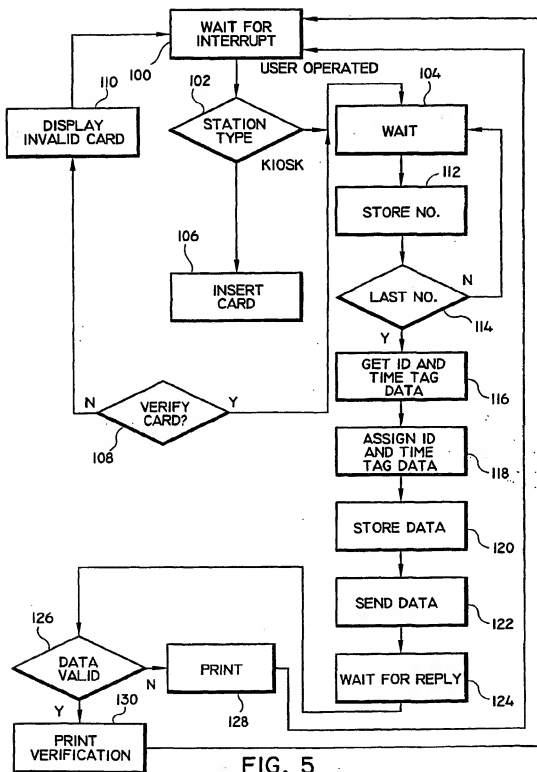 WAIT FOR
INTERRUPT
100
USER OPERATED
110
DISPLAY
INVALID CARD
102
STATION
TYPE
KIOSK
104
WAIT
112
STORE NO.
106
INSERT
CARD
LAST NO.
N
114
Y
GET ID AND
TIME TAG
DATA
116
N
VERIFY
CARD?
Y
108
ASSIGN ID
AND TIME
TAG DATA
118
STORE DATA
120
SEND DATA
122
126
DATA
VALID
N
PRINT
128
WAIT FOR REPLY
124
Y
130
PRINT
VERIFICATION
FIG. 5